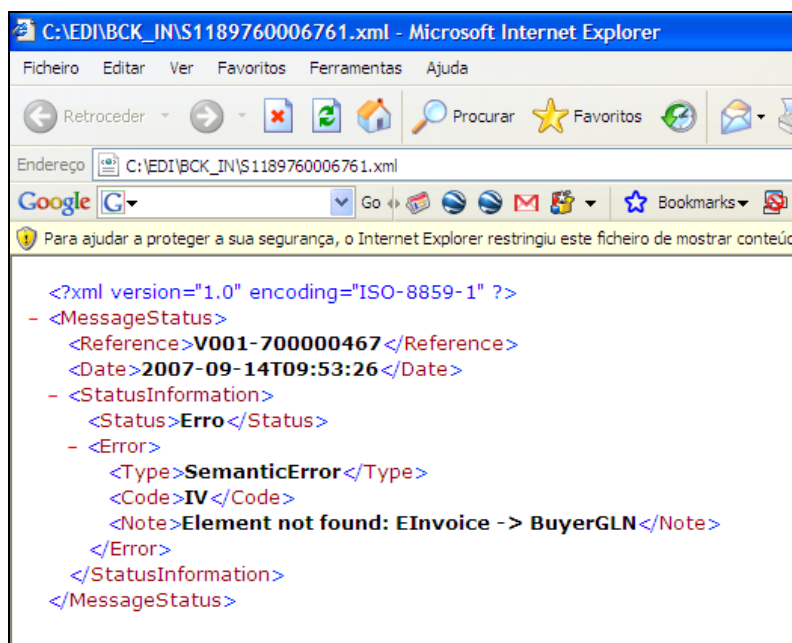 C:\EDI\BCK_IN\S1189760006761.xml - Microsoft Internet Explorer
Ficheiro Editar Ver Favoritos Ferramentas Ajuda
Retroceder Procurar Favoritos
Endereço C:\EDI\BCK_IN\S1189760006761.xml
Google G Go Bookmarks
Para ajudar a proteger a sua segurança, o Internet Explorer restringiu este ficheiro de mostrar conteúd
<?xml version="1.0" encoding="ISO-8859-1" ?>
- <MessageStatus>
<Reference>V001-700000467</Reference>
<Date>2007-09-14T09:53:26</Date>
- <StatusInformation>
<Status>Erro</Status>
- <Error>
<Type>SemanticError</Type>
<Code>IV</Code>
<Note>Element not found: EInvoice -> BuyerGLN</Note>
</Error>
</StatusInformation>
</MessageStatus>